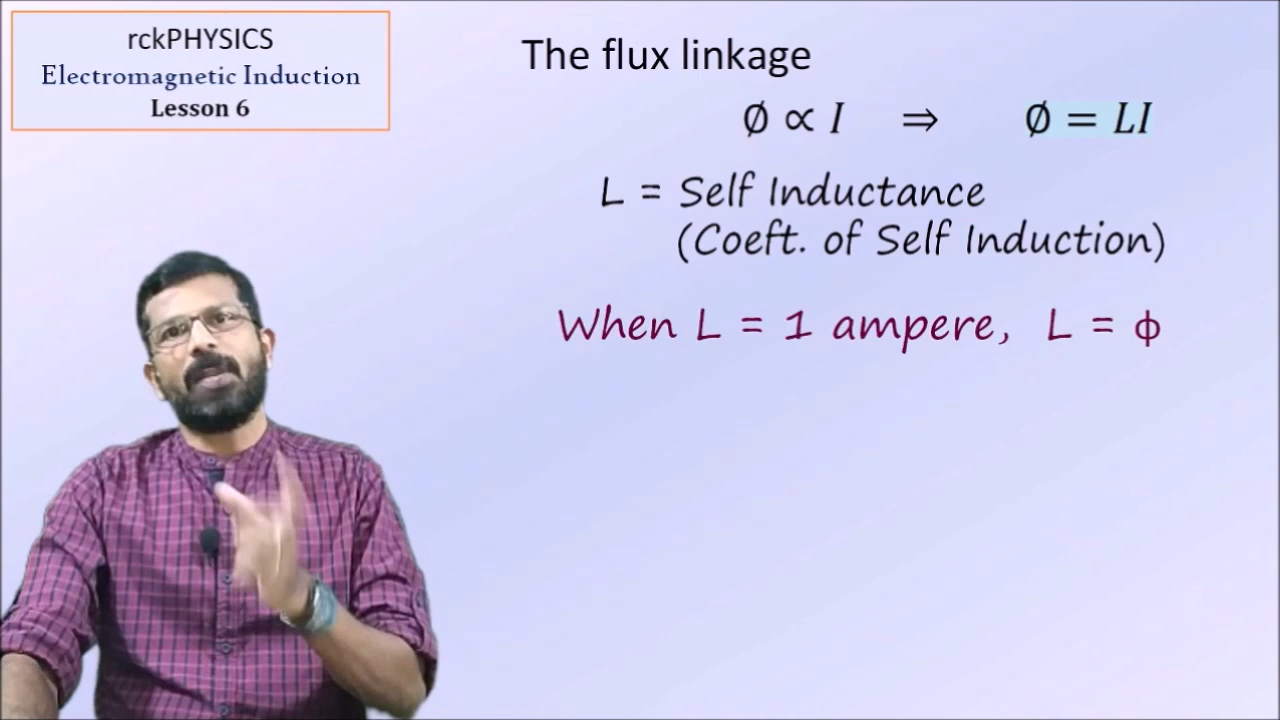 rckPHYSICS
Electromagnetic Induction
Lesson 6
The flux linkage
∅ ∝ I ⇒ ∅ = LI
L = Self Inductance
(Coeft. of Self Induction)
When L = 1 ampere, L = ϕ